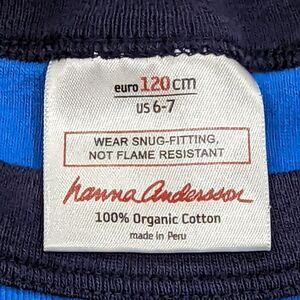 euro 120 cm
US 6-7
WEAR SNUG-FITTING,
NOT FLAME RESISTANT
hanna andersson
100% Organic Cotton
made in Peru